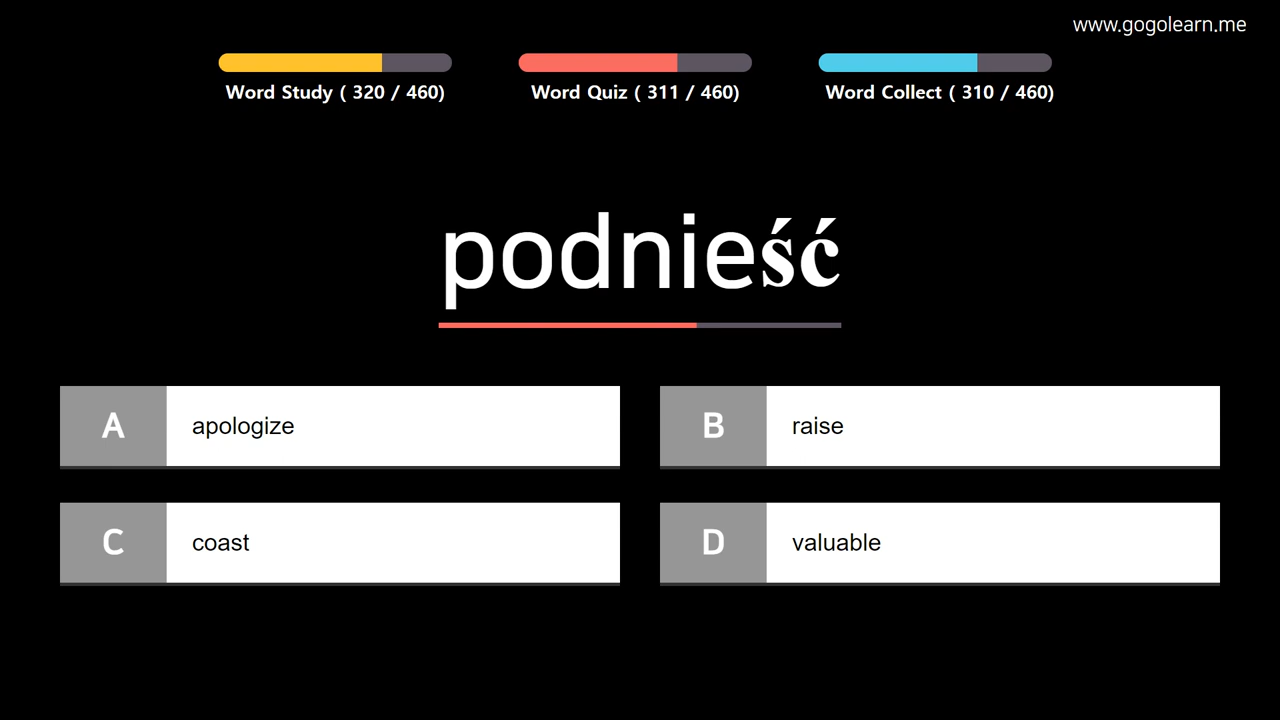 www.gogolearn.me
Word Study ( 320 / 460)
Word Quiz ( 311 / 460)
Word Collect ( 310 / 460)
podnieść
A apologize
B raise
C coast
D valuable